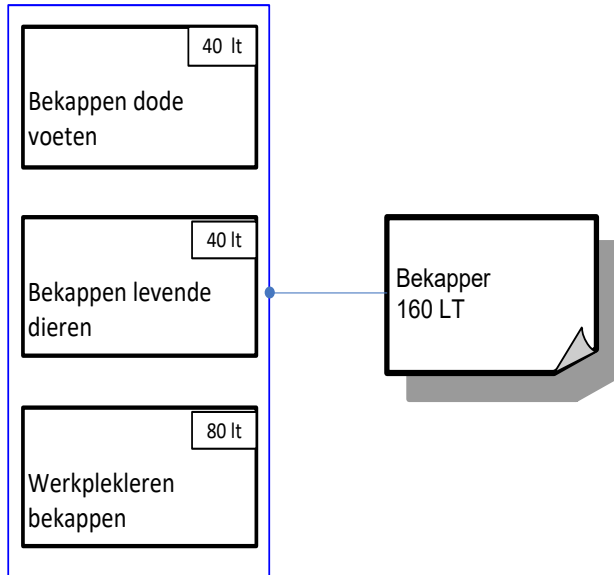 40 lt
Bekappen dode
voeten
40 lt
Bekappen levende
dieren
80 lt
Werkplekleren
bekappen
Bekapper
160 LT